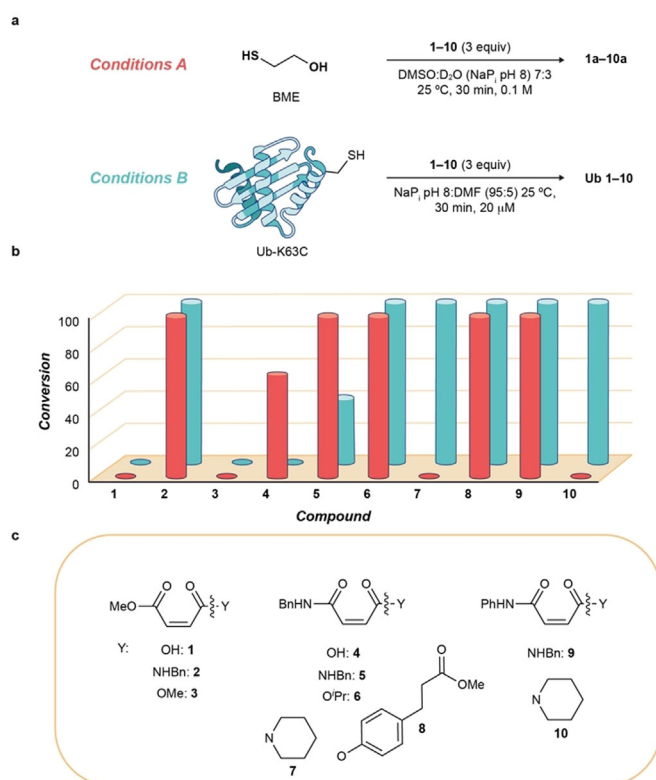 a
Conditions A
HS
OH
BME
1–10 (3 equiv)
DMSO:D₂O (NaPᵢ pH 8) 7:3
25 ºC, 30 min, 0.1 M
1a–10a
Conditions B
SH
Ub-K63C
1–10 (3 equiv)
NaPᵢ pH 8:DMF (95:5) 25 ºC,
30 min, 20 µM
Ub 1–10
b
Conversion
100
80
60
40
20
0
1 2 3 4 5 6 7 8 9 10
Compound
c
O O
MeO Y
Y: OH: 1
NHBn: 2
OMe: 3
O O
BnHN Y
OH: 4
NHBn: 5
OⁱPr: 6
N
7
O
OMe
O
8
O O
PhHN Y
NHBn: 9
N
10